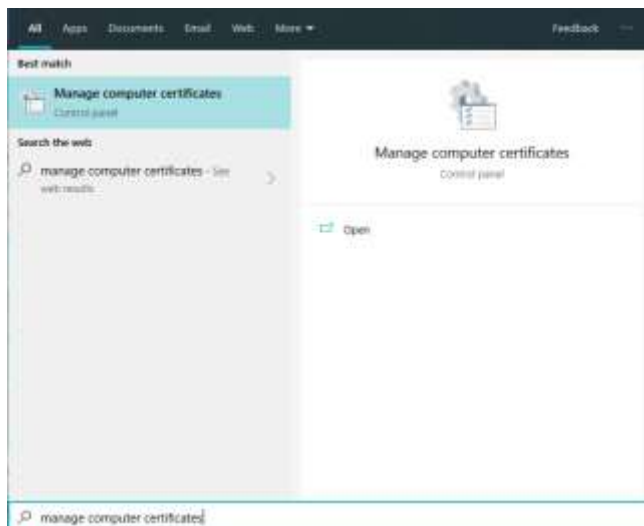 All Apps Documents Email Web More Feedback ...
Best match
Manage computer certificates
Control panel
Search the web
manage computer certificates - See
web results
Manage computer certificates
Control panel
Open
manage computer certificates